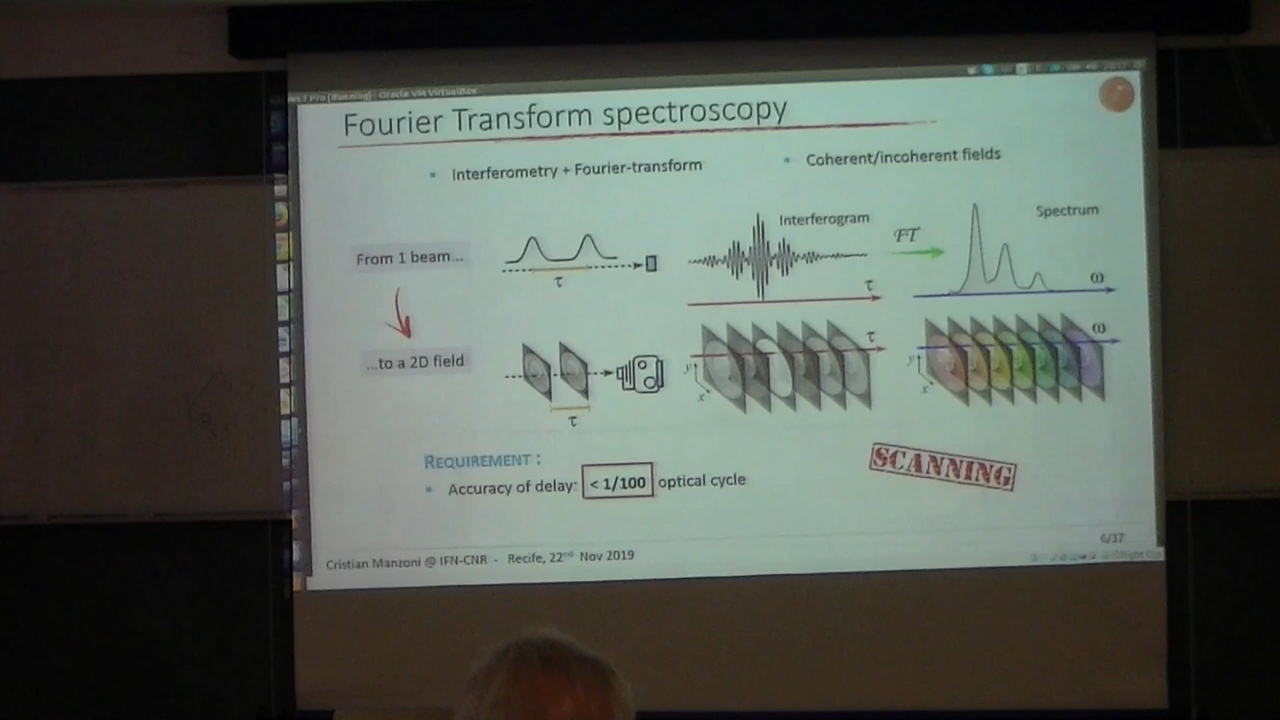 Fourier Transform spectroscopy
Interferometry + Fourier-transform
Coherent/incoherent fields
From 1 beam...
τ
Interferogram
τ
FT
Spectrum
ω
...to a 2D field
τ
y
x
τ
y
x
ω
REQUIREMENT :
Accuracy of delay: < 1/100 optical cycle
SCANNING
Cristian Manzoni @ IFN-CNR - Recife, 22nd Nov 2019
6/37